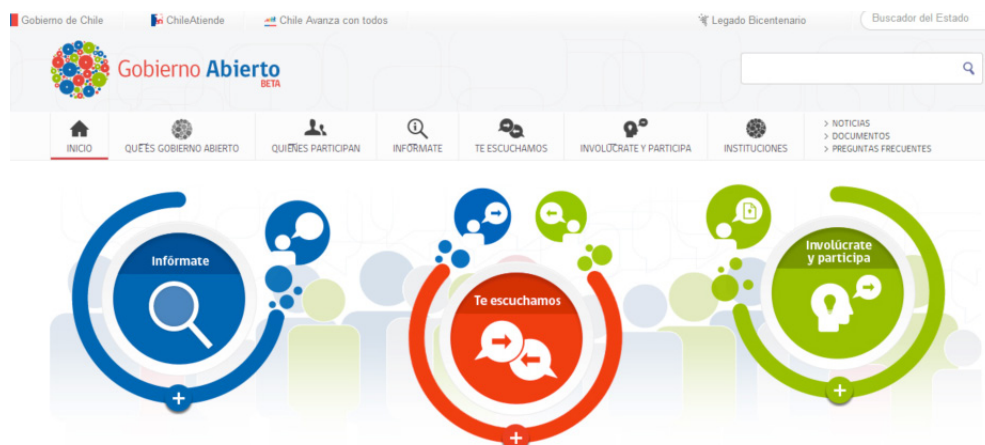 Gobierno de Chile
ChileAtiende
Chile Avanza con todos
Legado Bicentenario
Buscador del Estado
Gobierno Abierto
BETA
INICIO
QUÉ ES GOBIERNO ABIERTO
QUIÉNES PARTICIPAN
INFÓRMATE
TE ESCUCHAMOS
INVOLÚCRATE Y PARTICIPA
INSTITUCIONES
> NOTICIAS
> DOCUMENTOS
> PREGUNTAS FRECUENTES
Infórmate
Te escuchamos
Involúcrate
y participa